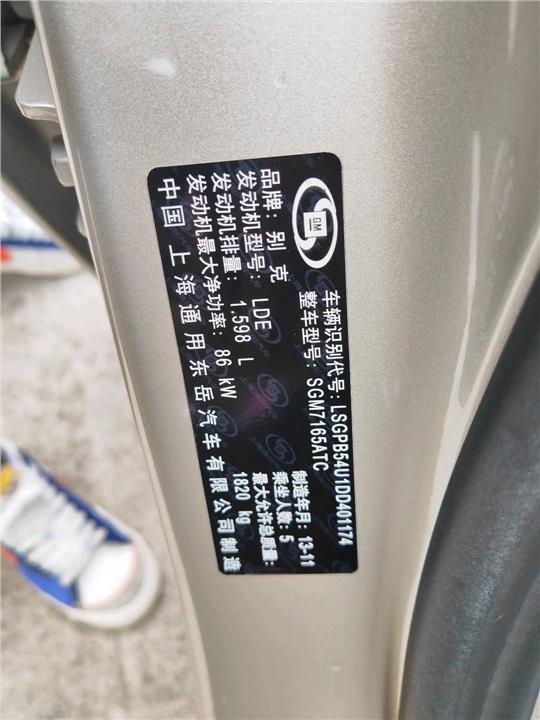 GM
车辆识别代号: LSGPB54U1DD401174
整车型号: SGM7165ATC
品牌: 别克
制造年月: 13-11
发动机型号: LDE
乘坐人数: 5
发动机排量: 1.598 L
最大允许总质量:
发动机最大净功率: 86 kW
1820 kg
中国 上海通用东岳汽车有限公司制造